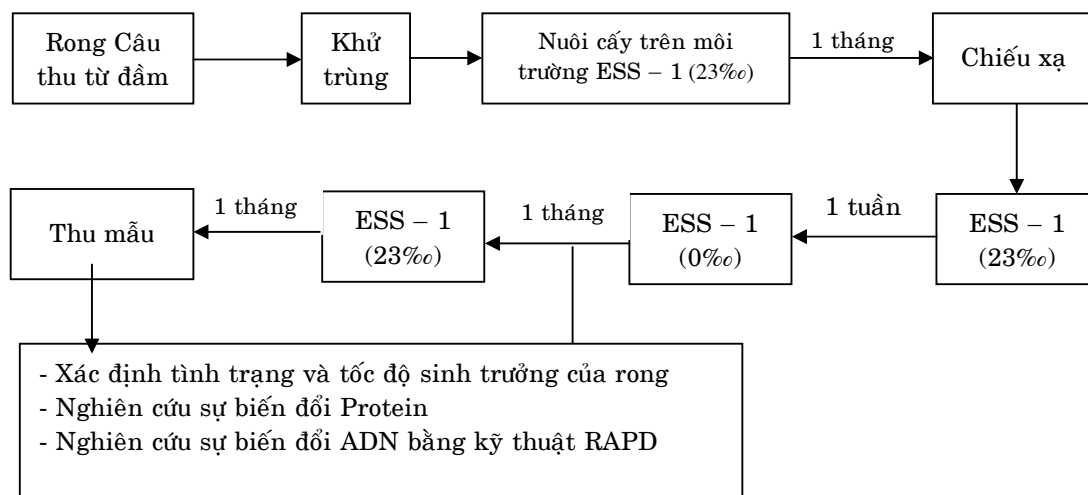 Rong Câu
thu từ đầm
Khử
trùng
Nuôi cấy trên môi
trường ESS – 1 (23‰)
1 tháng
Chiếu xạ
Thu mẫu
1 tháng
ESS – 1
(23‰)
1 tháng
ESS – 1
(0‰)
1 tuần
ESS – 1
(23‰)
- Xác định tình trạng và tốc độ sinh trưởng của rong
- Nghiên cứu sự biến đổi Protein
- Nghiên cứu sự biến đổi ADN bằng kỹ thuật RAPD